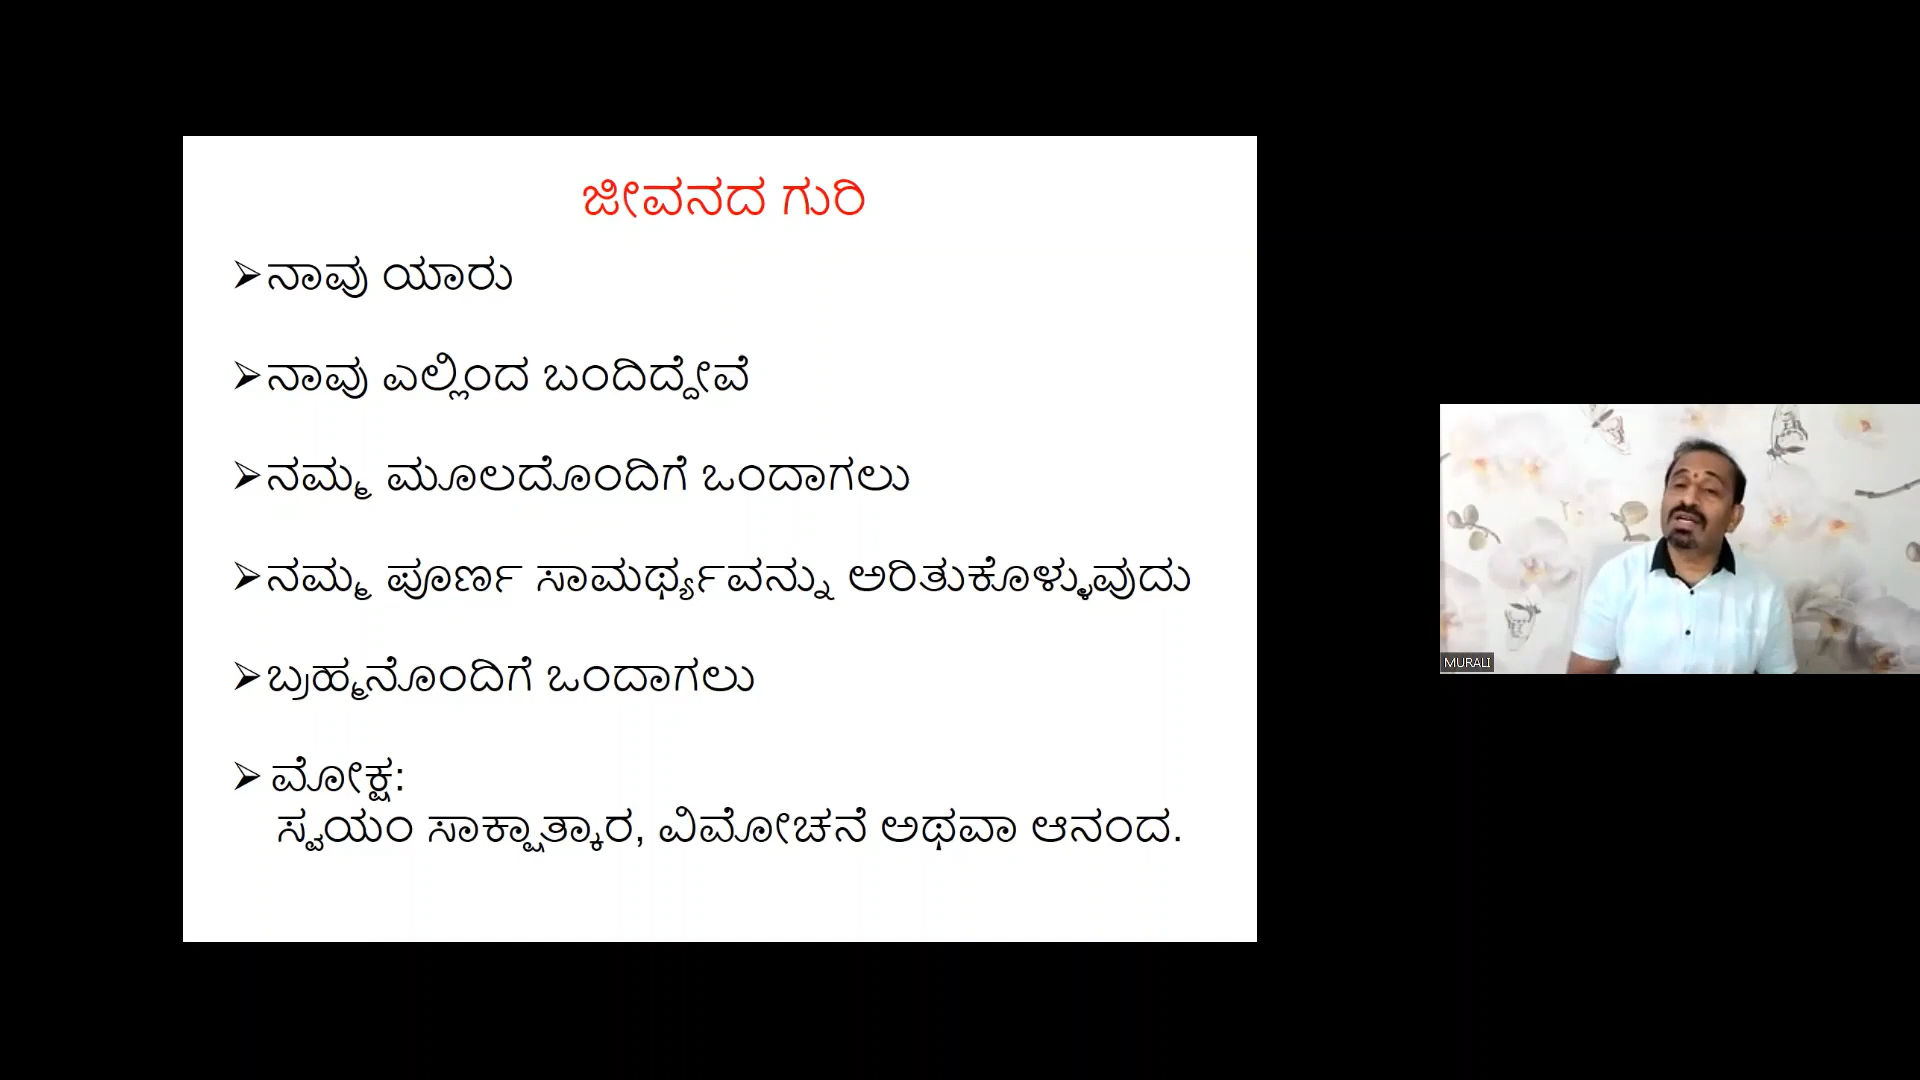 ಜೀವನದ ಗುರಿ
➢ನಾವು ಯಾರು
➢ನಾವು ಎಲ್ಲಿಂದ ಬಂದಿದ್ದೇವೆ
➢ನಮ್ಮ ಮೂಲದೊಂದಿಗೆ ಒಂದಾಗಲು
➢ನಮ್ಮ ಪೂರ್ಣ ಸಾಮರ್ಥ್ಯವನ್ನು ಅರಿತುಕೊಳ್ಳುವುದು
➢ಬ್ರಹ್ಮನೊಂದಿಗೆ ಒಂದಾಗಲು
➢ ಮೋಕ್ಷ:
ಸ್ವಯಂ ಸಾಕ್ಷಾತ್ಕಾರ, ವಿಮೋಚನೆ ಅಥವಾ ಆನಂದ.
MURALI